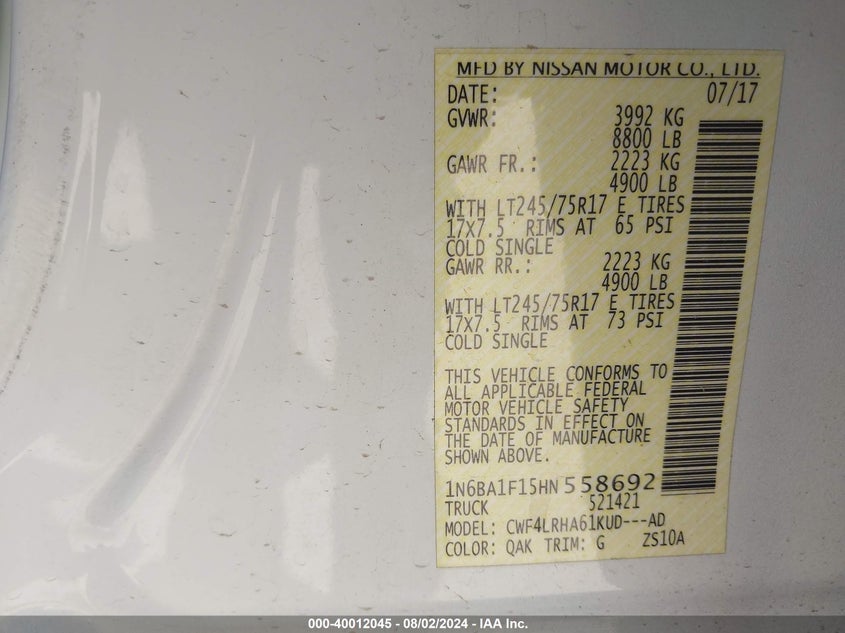 MFD BY NISSAN MOTOR CO., LTD.
DATE: 07/17
GVWR: 3992 KG
8800 LB
GAWR FR.: 2223 KG
4900 LB
WITH LT245/75R17 E TIRES
17X7.5 RIMS AT 65 PSI
COLD SINGLE
GAWR RR.: 2223 KG
4900 LB
WITH LT245/75R17 E TIRES
17X7.5 RIMS AT 73 PSI
COLD SINGLE
THIS VEHICLE CONFORMS TO
ALL APPLICABLE FEDERAL
MOTOR VEHICLE SAFETY
STANDARDS IN EFFECT ON
THE DATE OF MANUFACTURE
SHOWN ABOVE.
1N6BA1F15HN558692
TRUCK 521421
MODEL: CWF4LRHA61KUD---AD
COLOR: QAK TRIM: G ZS10A
000-40012045 - 08/02/2024 - IAA Inc.